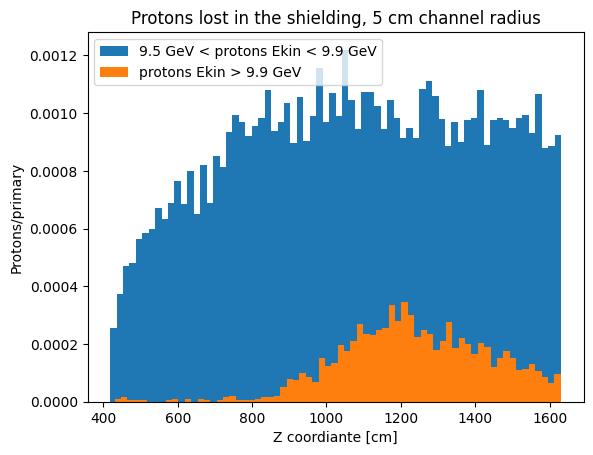 Protons lost in the shielding, 5 cm channel radius
9.5 GeV < protons Ekin < 9.9 GeV
protons Ekin > 9.9 GeV
Protons/primary
0.0012
0.0010
0.0008
0.0006
0.0004
0.0002
0.0000
400 600 800 1000 1200 1400 1600
Z coordiante [cm]